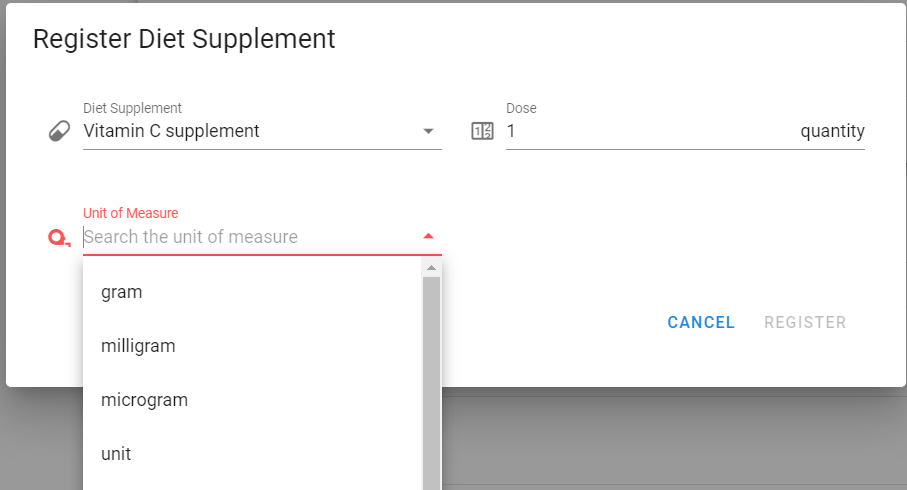 Register Diet Supplement
Diet Supplement
Vitamin C supplement
Dose
1 quantity
Unit of Measure
Search the unit of measure
gram
milligram
microgram
unit
CANCEL REGISTER